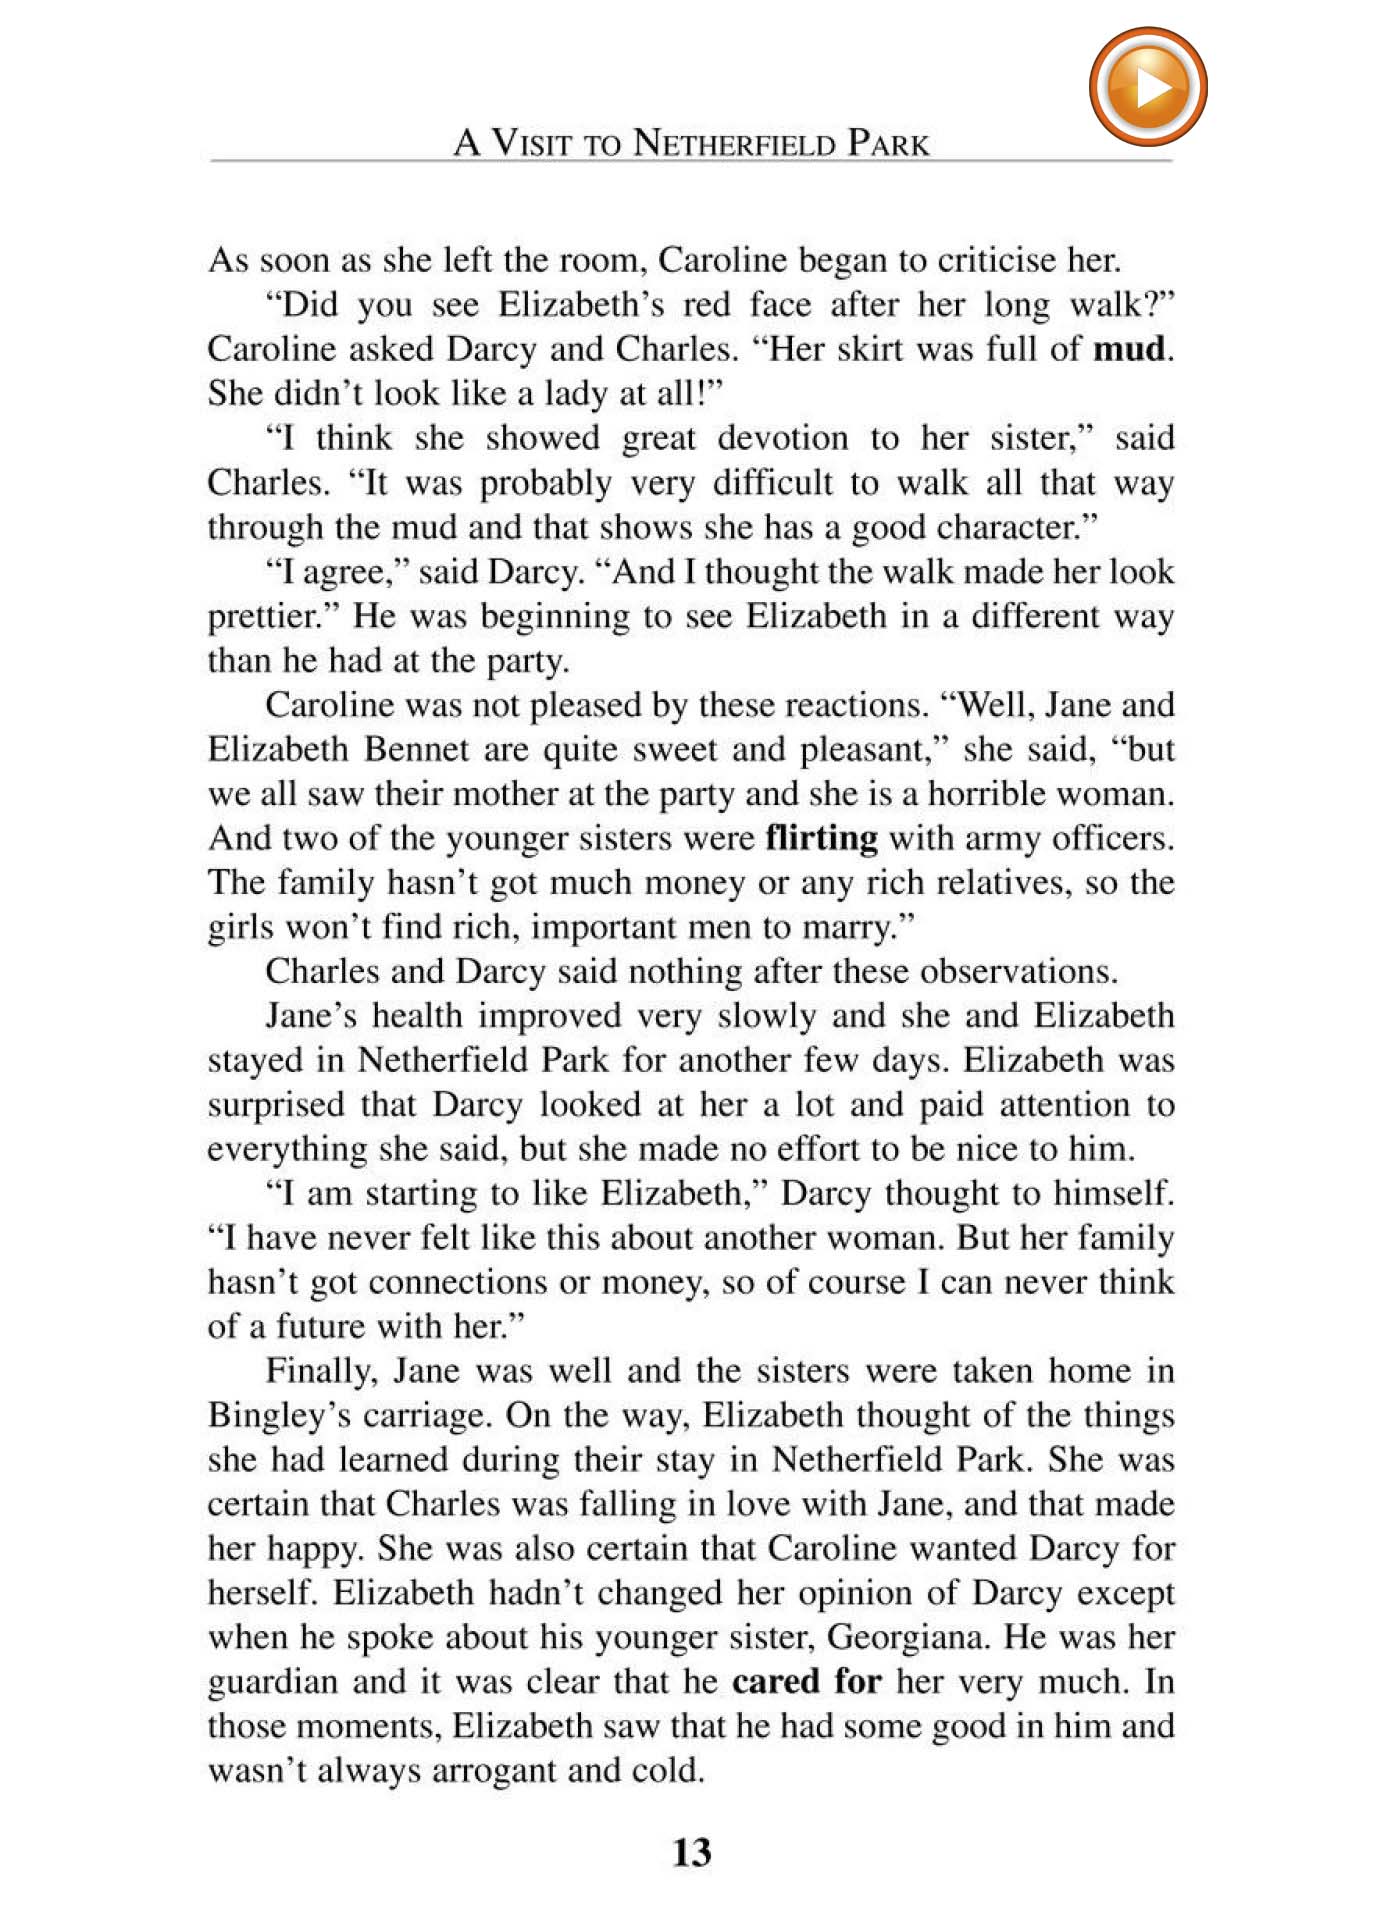 A Visit to Netherfield Park
As soon as she left the room, Caroline began to criticise her.
“Did you see Elizabeth’s red face after her long walk?”
Caroline asked Darcy and Charles. “Her skirt was full of mud.
She didn’t look like a lady at all!”
“I think she showed great devotion to her sister,” said
Charles. “It was probably very difficult to walk all that way
through the mud and that shows she has a good character.”
“I agree,” said Darcy. “And I thought the walk made her look
prettier.” He was beginning to see Elizabeth in a different way
than he had at the party.
Caroline was not pleased by these reactions. “Well, Jane and
Elizabeth Bennet are quite sweet and pleasant,” she said, “but
we all saw their mother at the party and she is a horrible woman.
And two of the younger sisters were flirting with army officers.
The family hasn’t got much money or any rich relatives, so the
girls won’t find rich, important men to marry.”
Charles and Darcy said nothing after these observations.
Jane’s health improved very slowly and she and Elizabeth
stayed in Netherfield Park for another few days. Elizabeth was
surprised that Darcy looked at her a lot and paid attention to
everything she said, but she made no effort to be nice to him.
“I am starting to like Elizabeth,” Darcy thought to himself.
“I have never felt like this about another woman. But her family
hasn’t got connections or money, so of course I can never think
of a future with her.”
Finally, Jane was well and the sisters were taken home in
Bingley’s carriage. On the way, Elizabeth thought of the things
she had learned during their stay in Netherfield Park. She was
certain that Charles was falling in love with Jane, and that made
her happy. She was also certain that Caroline wanted Darcy for
herself. Elizabeth hadn’t changed her opinion of Darcy except
when he spoke about his younger sister, Georgiana. He was her
guardian and it was clear that he cared for her very much. In
those moments, Elizabeth saw that he had some good in him and
wasn’t always arrogant and cold.
13